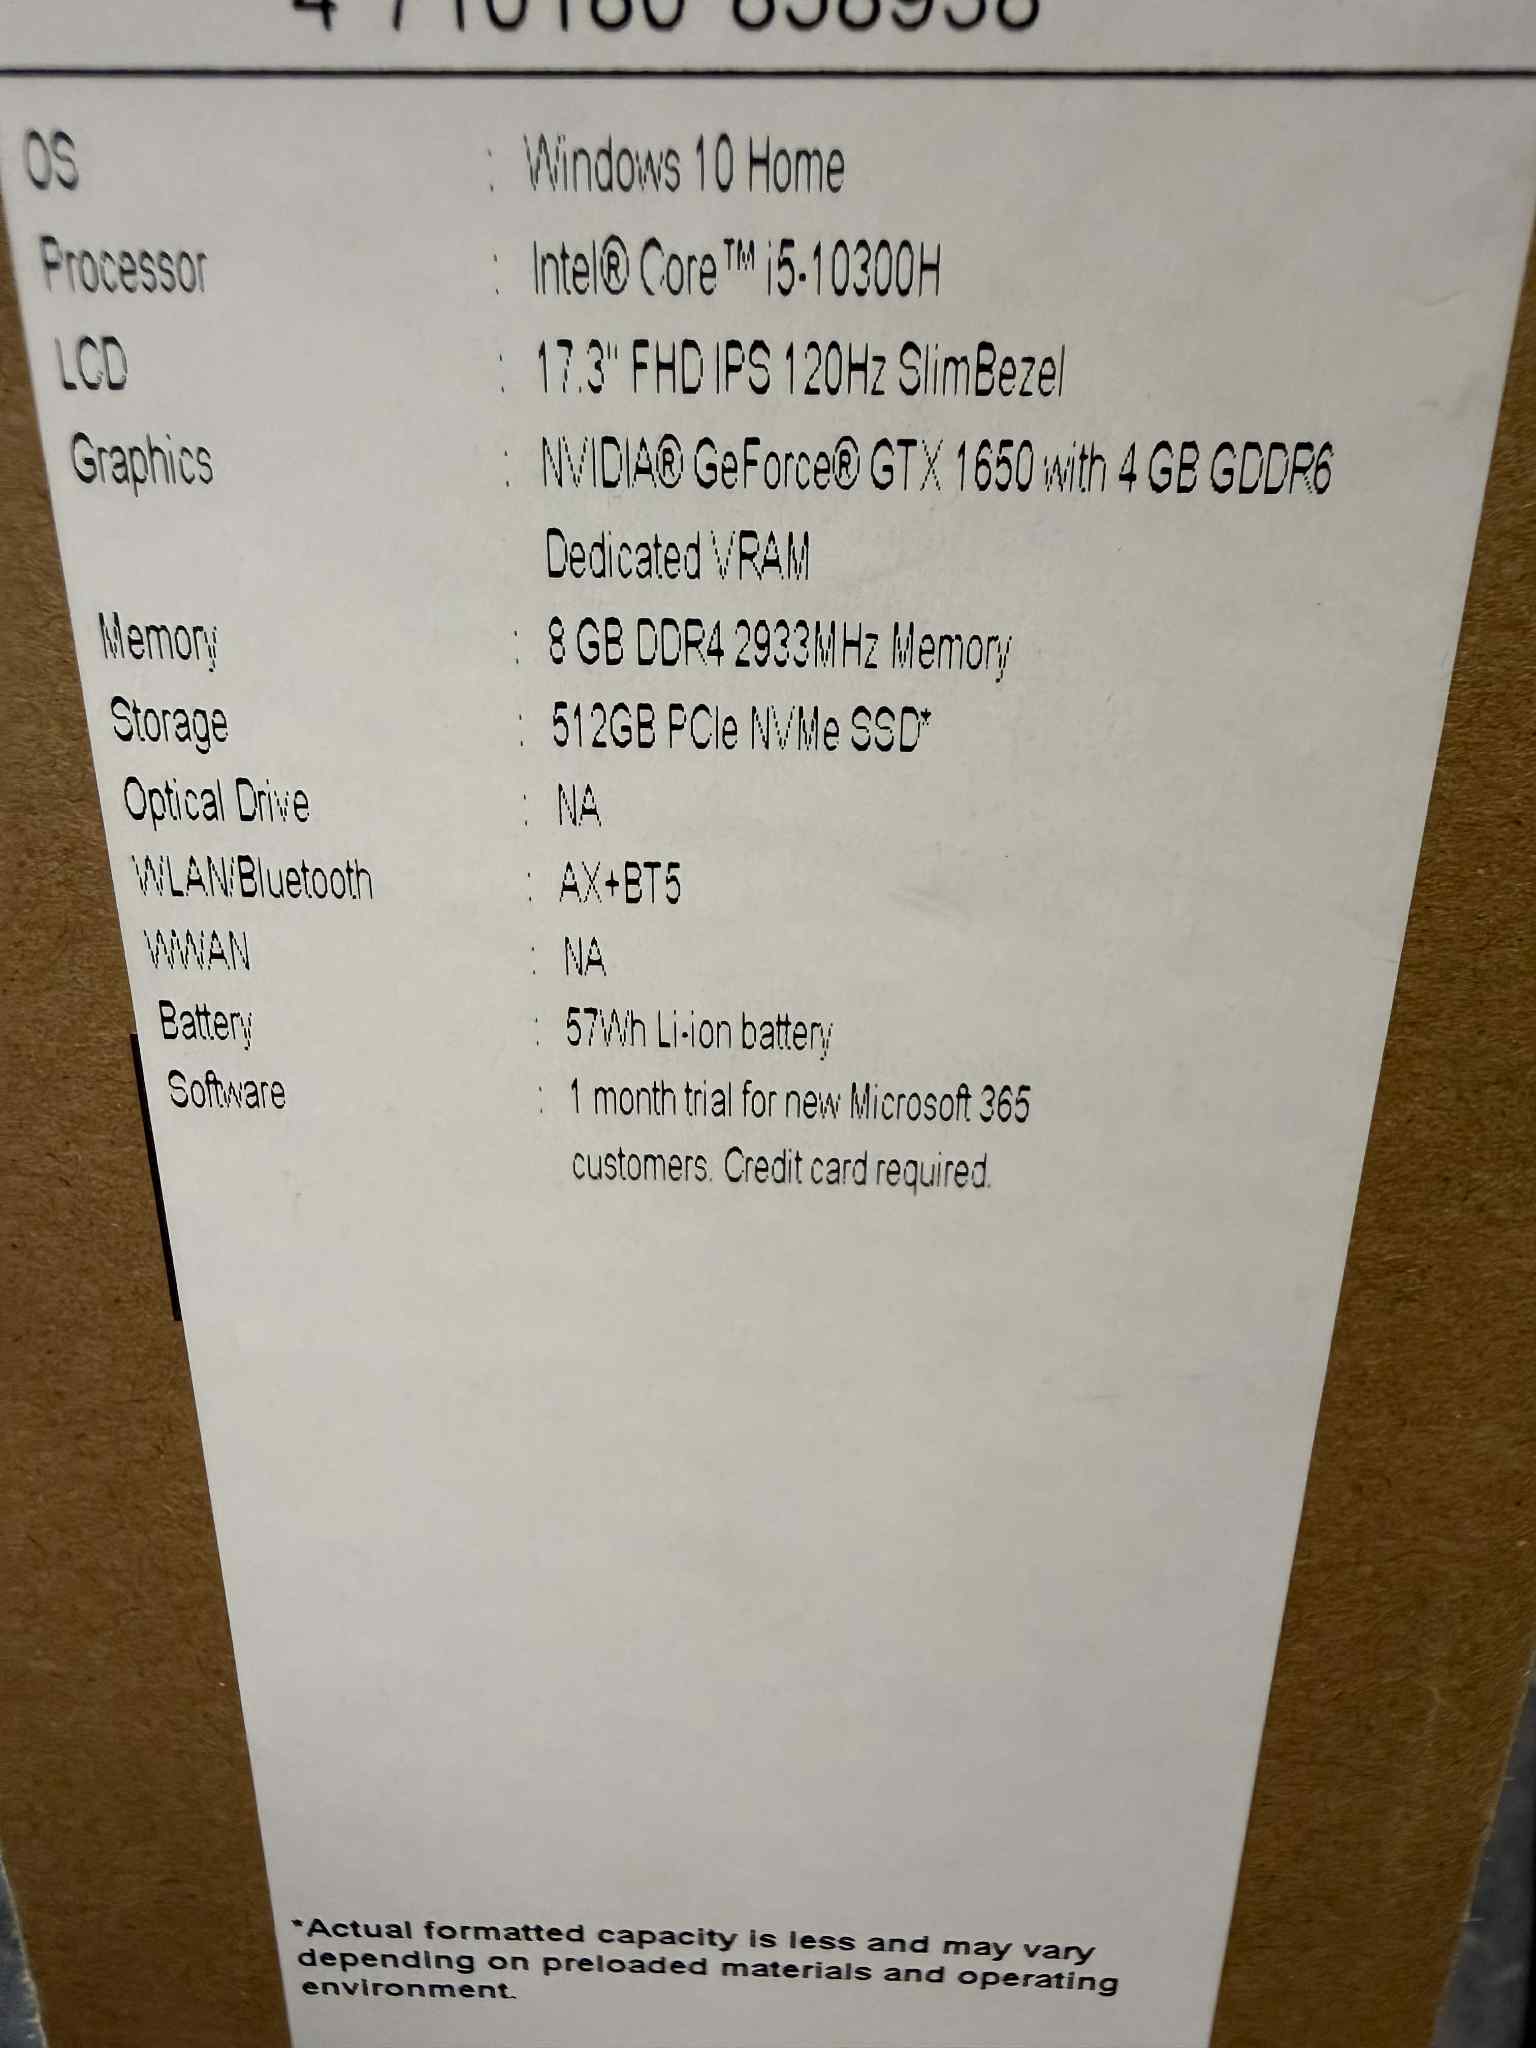 4 710180 858938
OS : Windows 10 Home
Processor : Intel® Core™ i5-10300H
LCD : 17.3" FHD IPS 120Hz SlimBezel
Graphics : NVIDIA® GeForce® GTX 1650 with 4 GB GDDR6
Dedicated VRAM
Memory : 8 GB DDR4 2933MHz Memory
Storage : 512GB PCIe NVMe SSD*
Optical Drive : NA
WLAN/Bluetooth : AX+BT5
WWAN : NA
Battery : 57Wh Li-ion battery
Software : 1 month trial for new Microsoft 365
customers. Credit card required.
*Actual formatted capacity is less and may vary
depending on preloaded materials and operating
environment.